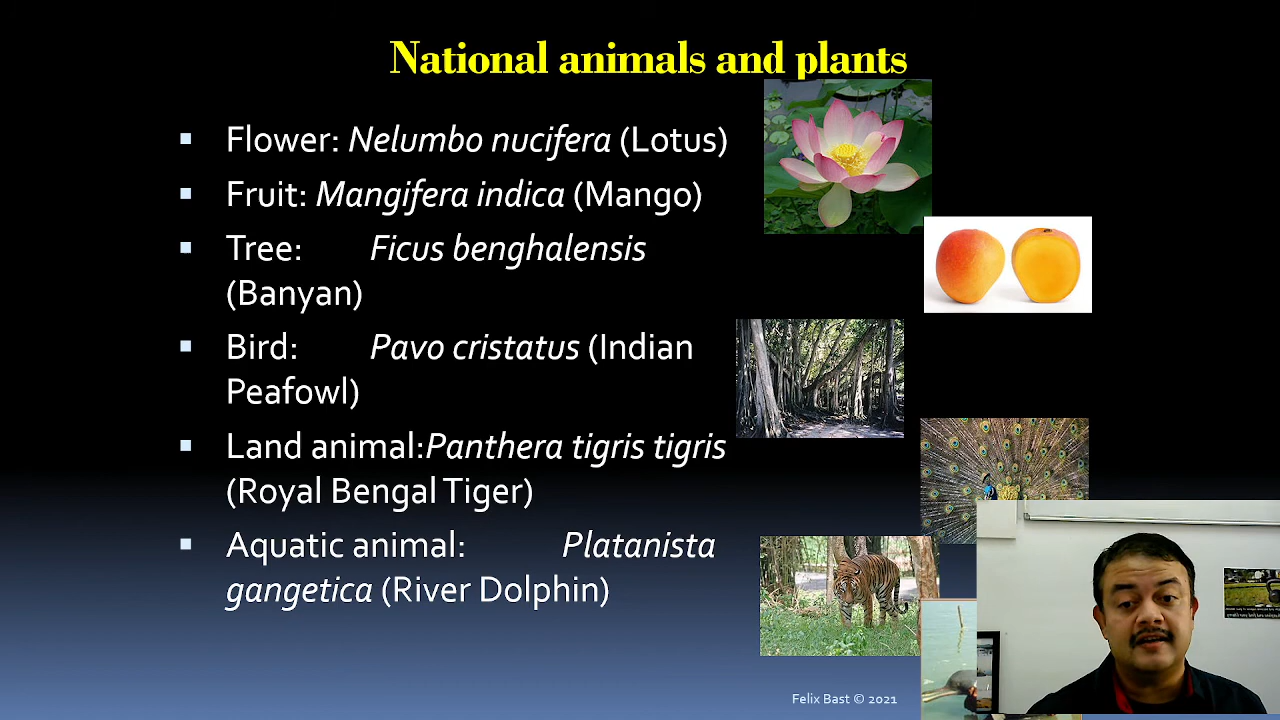 National animals and plants
Flower: Nelumbo nucifera (Lotus)
Fruit: Mangifera indica (Mango)
Tree: Ficus benghalensis
(Banyan)
Bird: Pavo cristatus (Indian
Peafowl)
Land animal:Panthera tigris tigris
(Royal Bengal Tiger)
Aquatic animal: Platanista
gangetica (River Dolphin)
Felix Bast © 2021